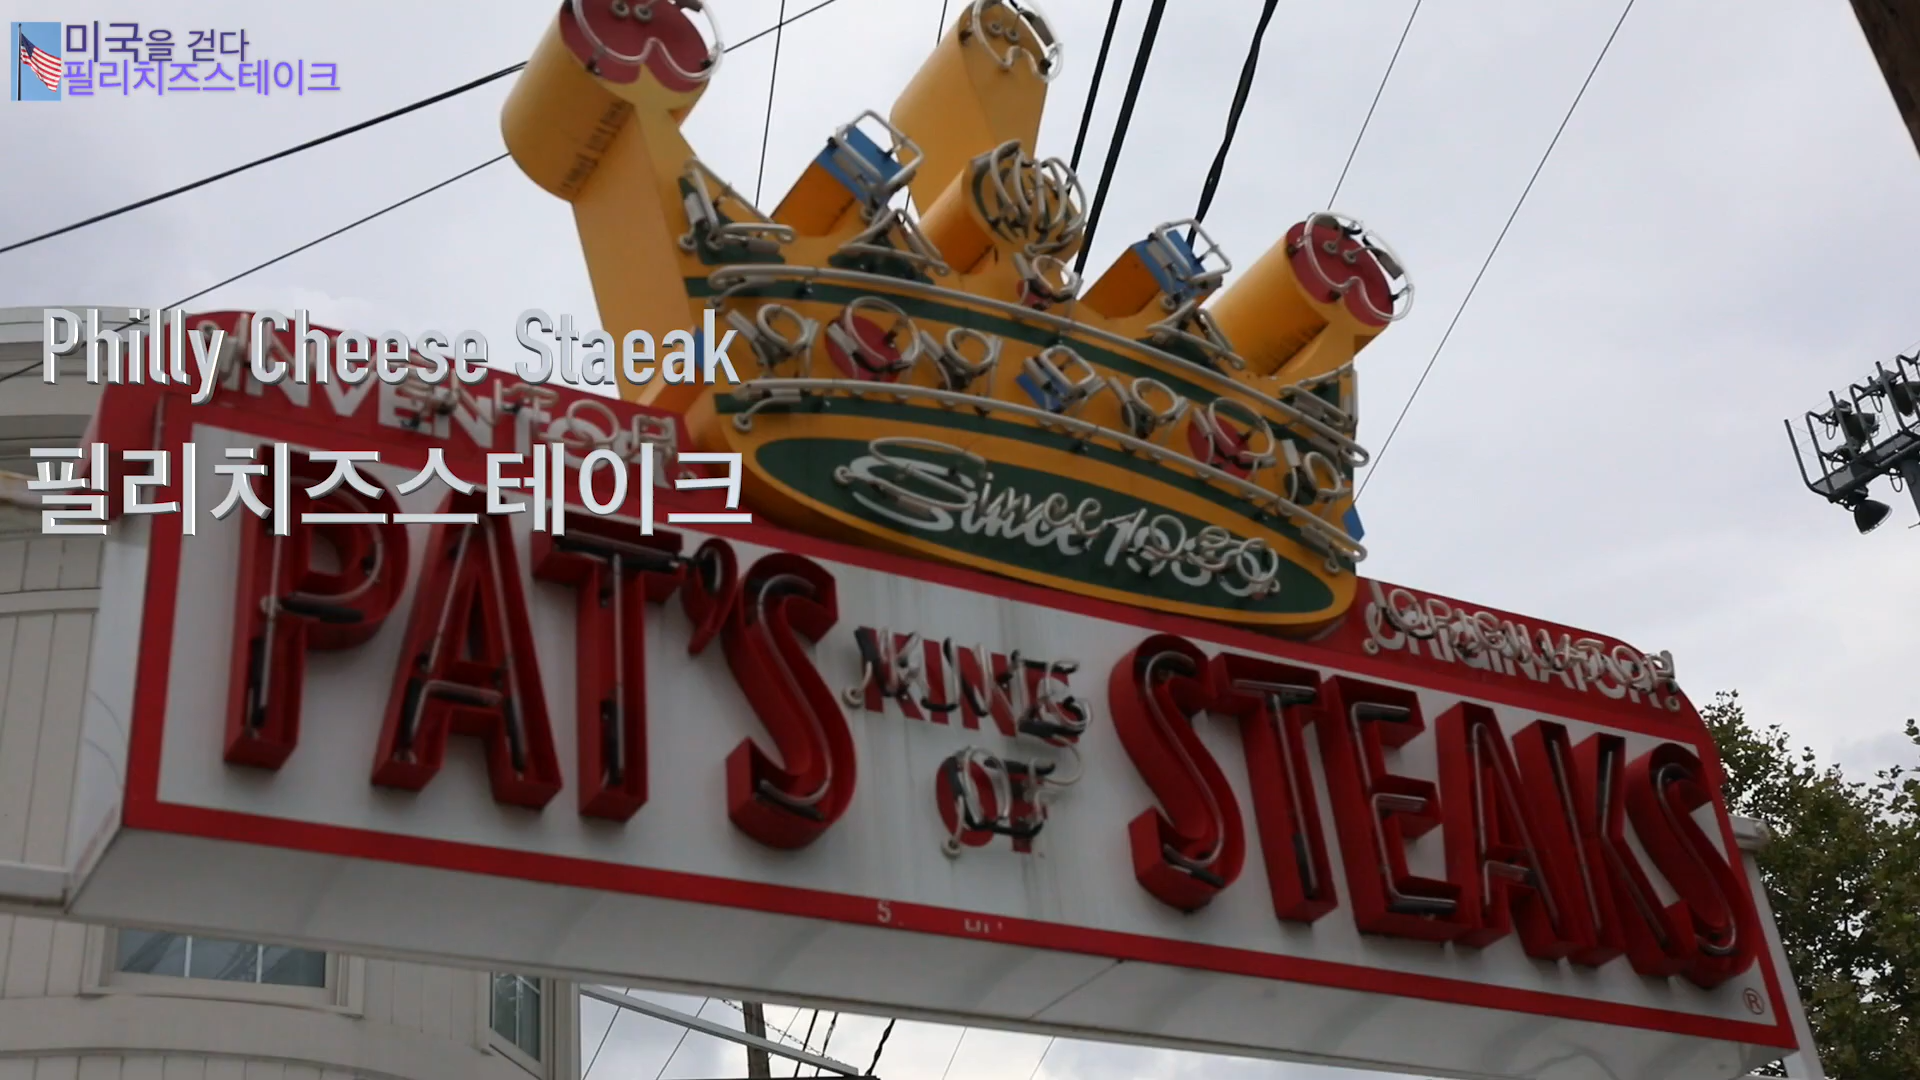 미국을 걷다
필리치즈스테이크
Philly Cheese Staeak
INVENTOR
필리치즈스테이크
Since 1930
ORIGINATOR
PAT'S KING OF STEAKS
®